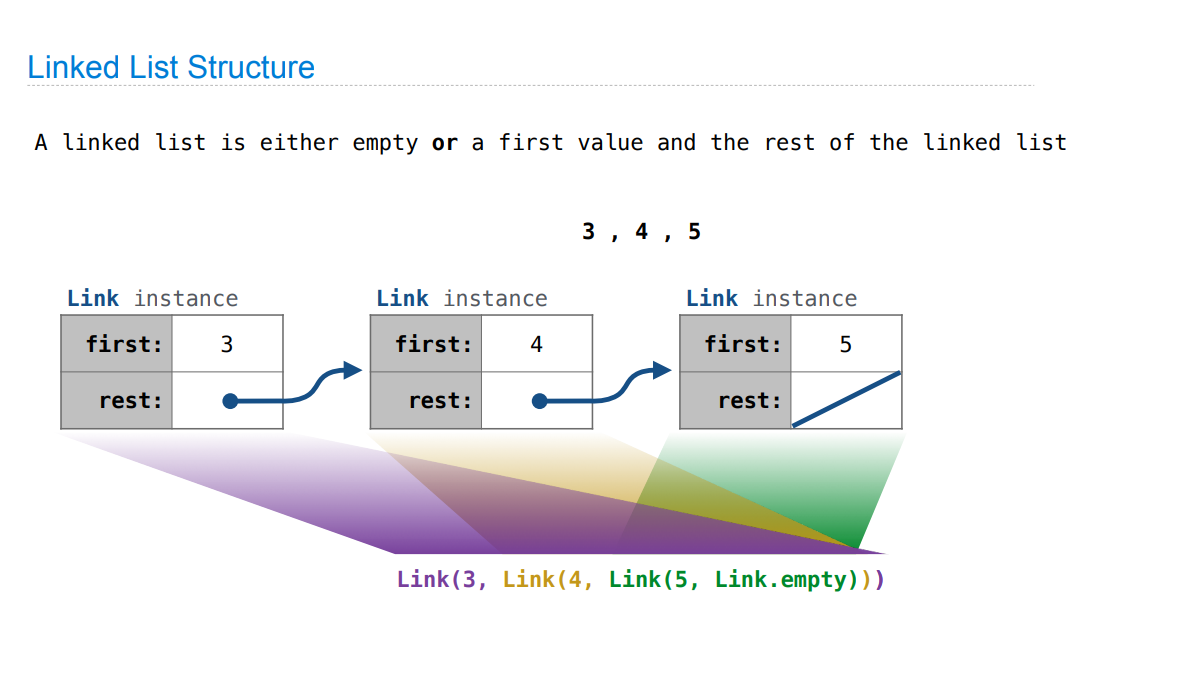 Linked List Structure
A linked list is either empty or a first value and the rest of the linked list
3 , 4 , 5
Link instance
first: 3
rest:
Link instance
first: 4
rest:
Link instance
first: 5
rest:
Link(3, Link(4, Link(5, Link.empty)))